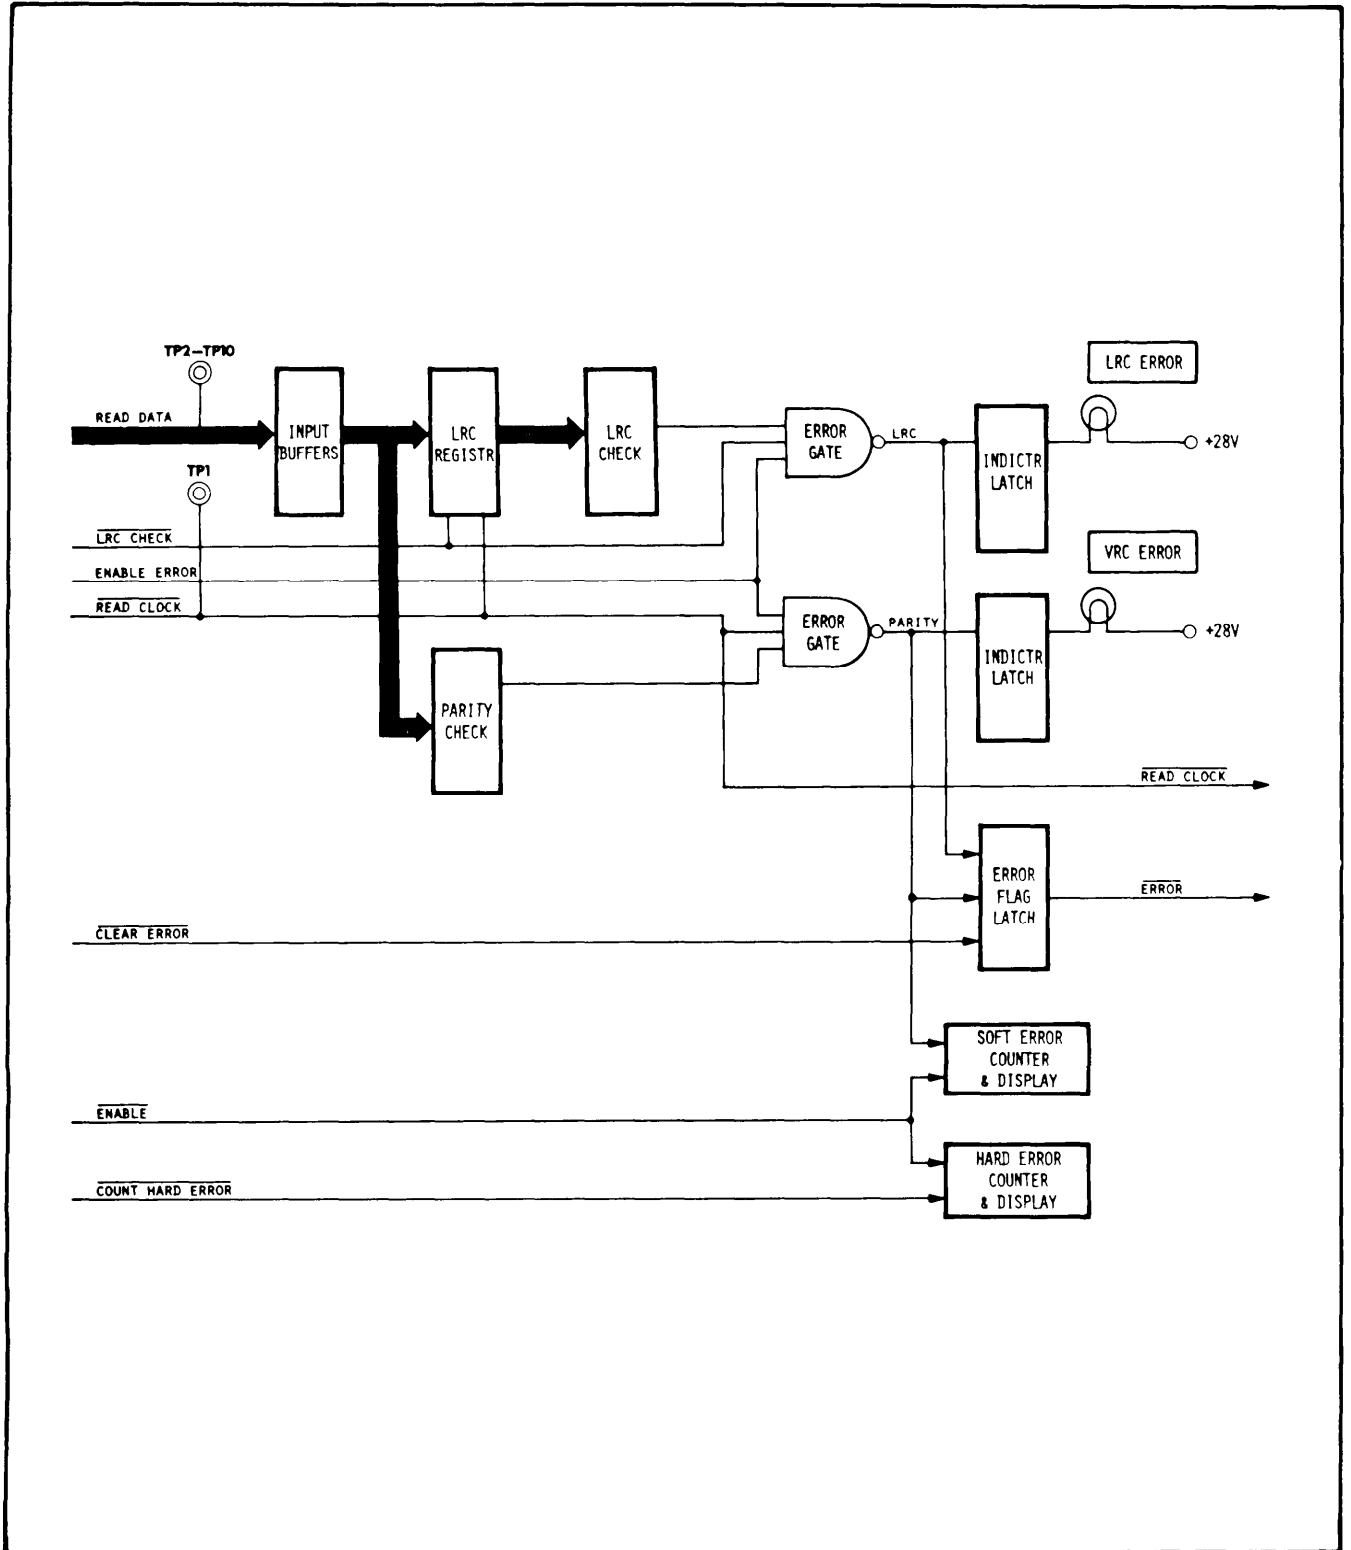 TP2-TP10
READ DATA
TP1
INPUT
BUFFERS
LRC
REGISTR
LRC
CHECK
ERROR
GATE
LRC
INDICTR
LATCH
LRC ERROR
+28V
LRC CHECK
ENABLE ERROR
READ CLOCK
PARITY
CHECK
ERROR
GATE
PARITY
INDICTR
LATCH
VRC ERROR
+28V
READ CLOCK
ERROR
FLAG
LATCH
ERROR
CLEAR ERROR
SOFT ERROR
COUNTER
& DISPLAY
ENABLE
HARD ERROR
COUNTER
& DISPLAY
COUNT HARD ERROR